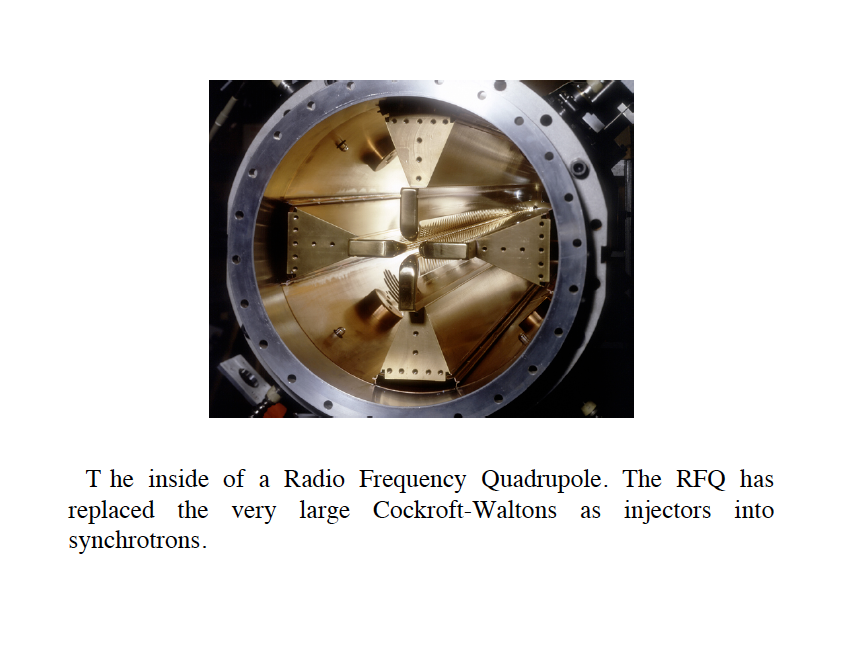 T he inside of a Radio Frequency Quadrupole. The RFQ has
replaced the very large Cockroft-Waltons as injectors into
synchrotrons.